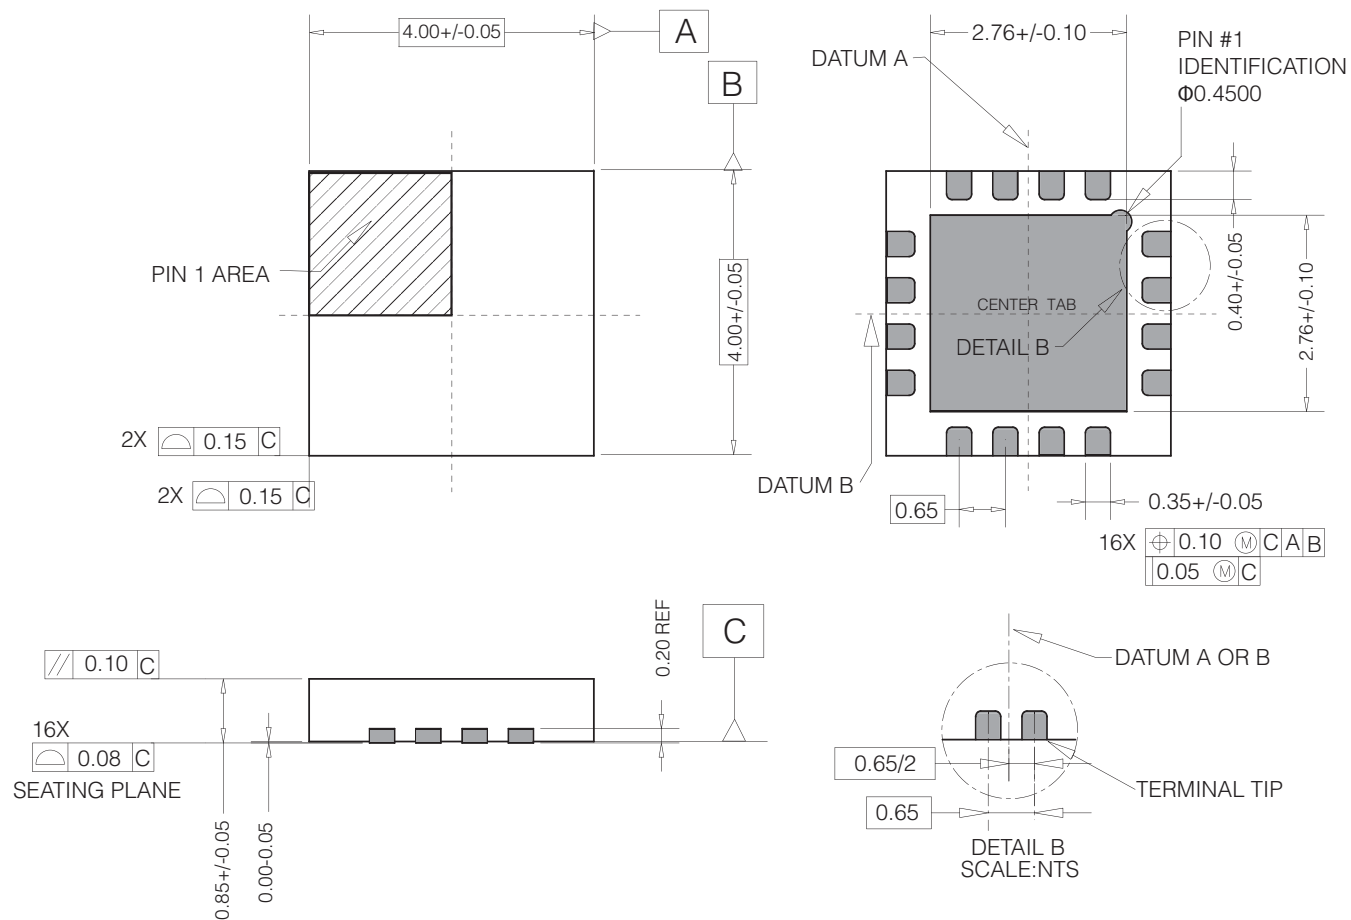 4.00+/-0.05
A
B
PIN 1 AREA
4.00+/-0.05
2X 0.15 C
2X 0.15 C
DATUM A
2.76+/-0.10
PIN #1
IDENTIFICATION
Φ0.4500
0.40+/-0.05
2.76+/-0.10
CENTER TAB
DETAIL B
DATUM B
0.65
0.35+/-0.05
16X ⌖ 0.10 Ⓜ C A B
0.05 Ⓜ C
// 0.10 C
16X
0.08 C
SEATING PLANE
0.85+/-0.05
0.00-0.05
0.20 REF
C
DATUM A OR B
0.65/2
TERMINAL TIP
0.65
DETAIL B
SCALE:NTS